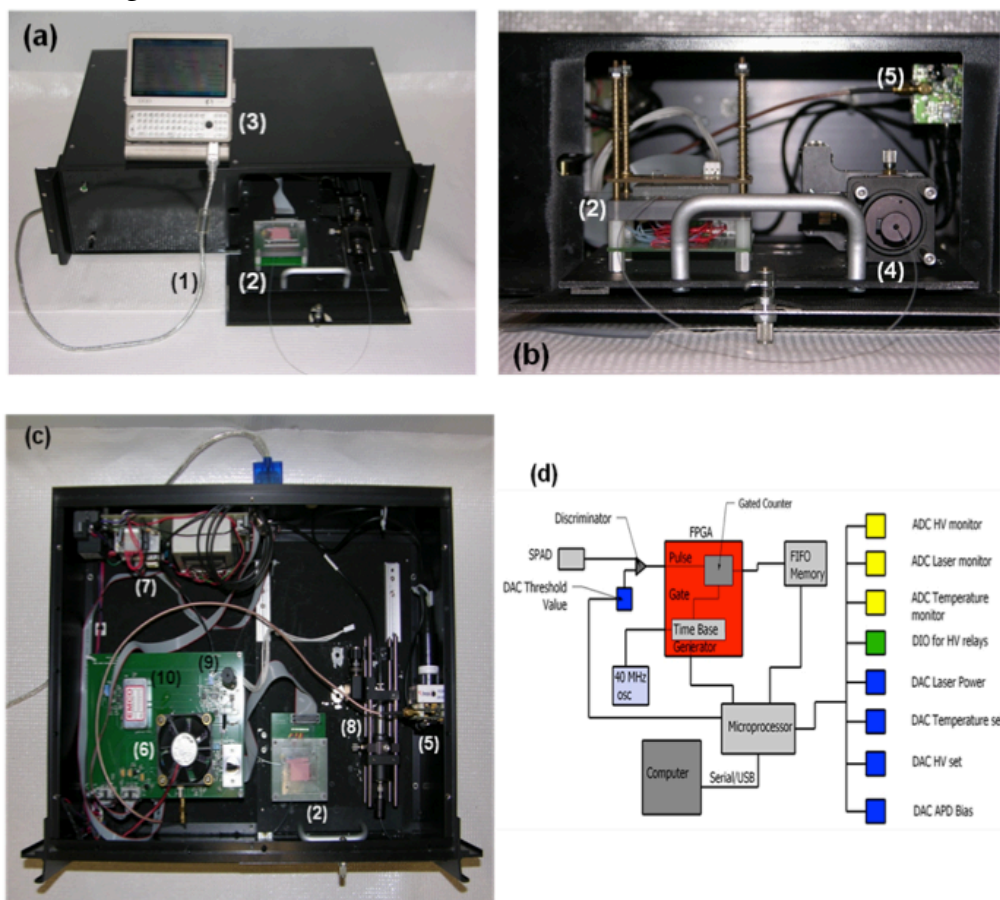 (a)
(3)
(1)
(2)
(b)
(5)
(2)
(4)
(c)
(7)
(10)
(9)
(6)
(8)
(5)
(2)
EMCO
(d)
Gated Counter
Discriminator
FPGA
SPAD
Pulse
FIFO
Memory
DAC Threshold
Value
Gate
Time Base
Generator
40 MHz
osc
Microprocessor
Computer
Serial/USB
ADC HV monitor
ADC Laser monitor
ADC Temperature
monitor
DIO for HV relays
DAC Laser Power
DAC Temperature se
DAC HV set
DAC APD Bias